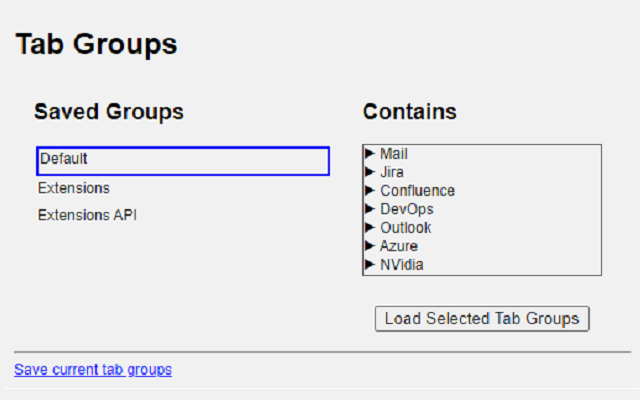 Tab Groups
Saved Groups
Default
Extensions
Extensions API
Contains
Mail
Jira
Confluence
DevOps
Outlook
Azure
NVidia
Load Selected Tab Groups
Save current tab groups